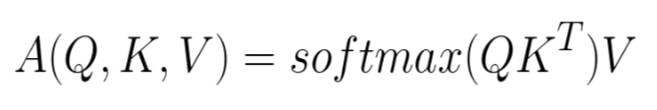 A(Q, K, V) = softmax(QK^T)V